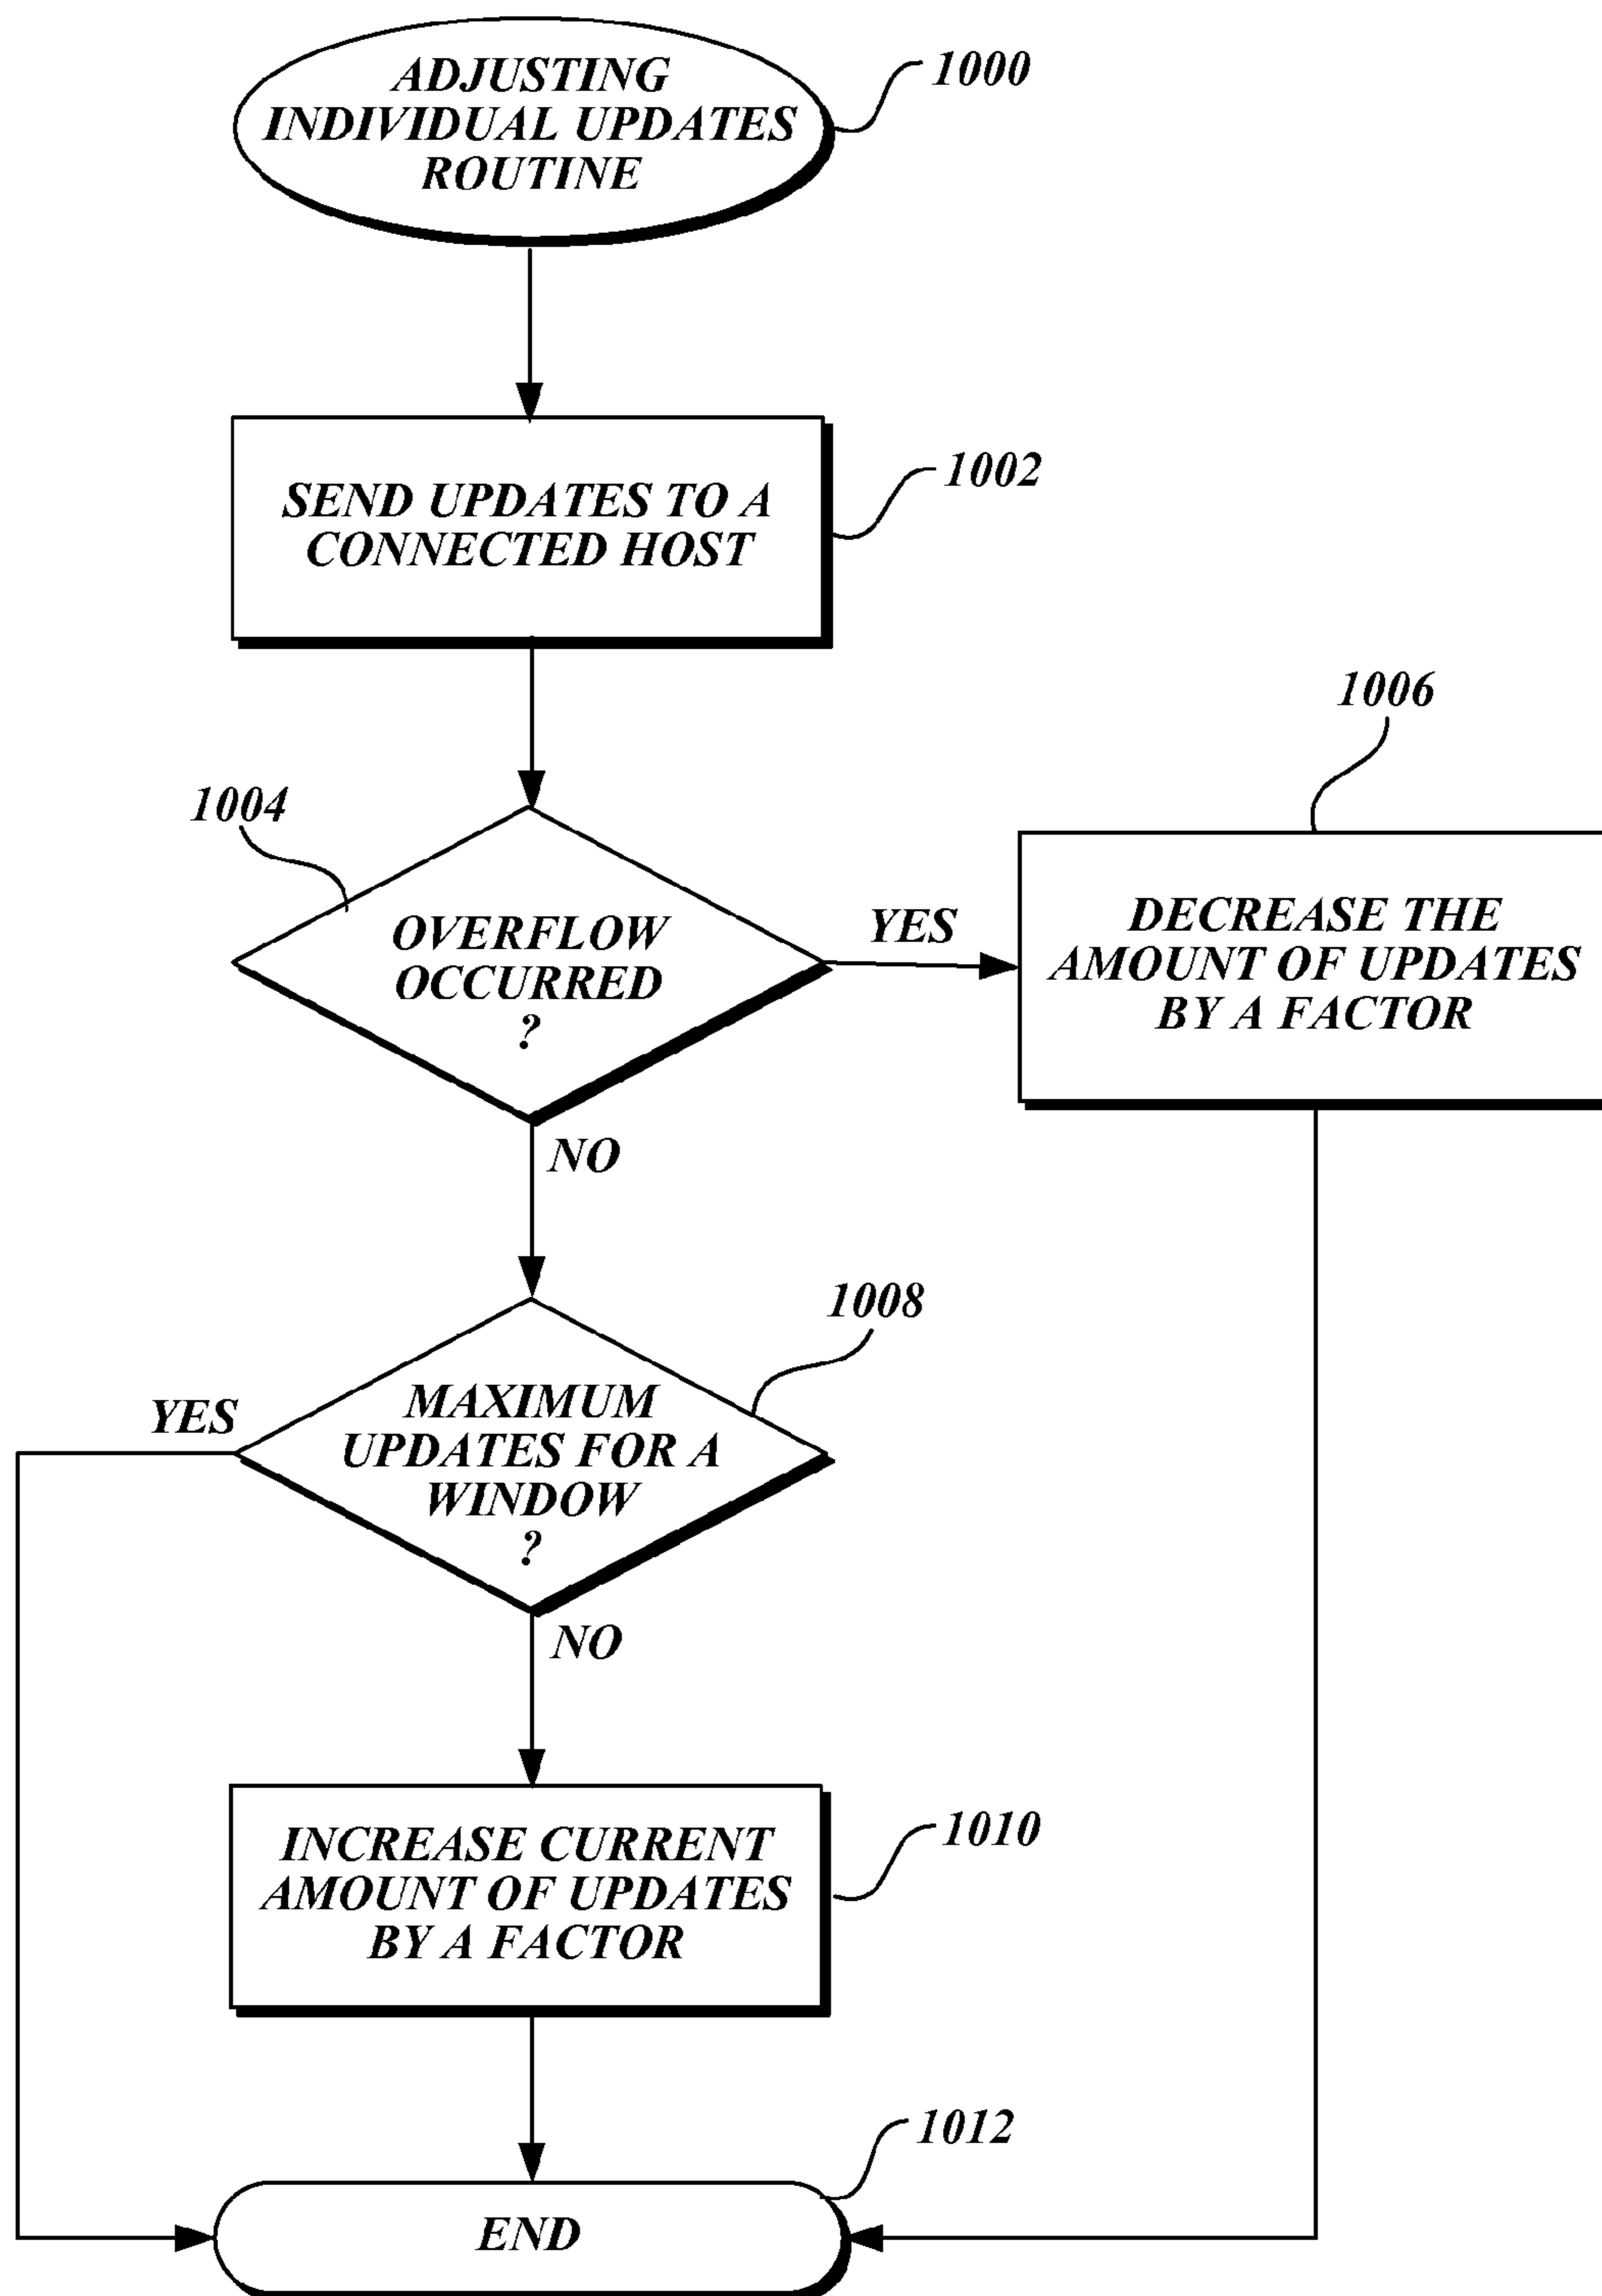 ADJUSTING
INDIVIDUAL UPDATES
ROUTINE
1000
SEND UPDATES TO A
CONNECTED HOST
1002
1004
OVERFLOW
OCCURRED
?
YES
NO
1006
DECREASE THE
AMOUNT OF UPDATES
BY A FACTOR
1008
MAXIMUM
UPDATES FOR A
WINDOW
?
YES
NO
INCREASE CURRENT
AMOUNT OF UPDATES
BY A FACTOR
1010
1012
END